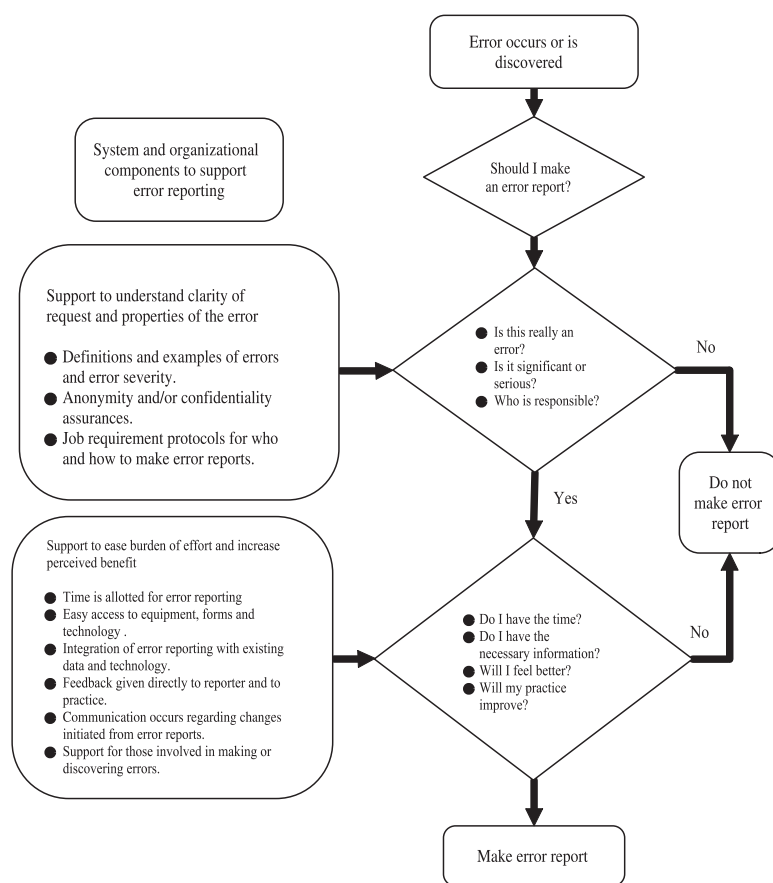 Error occurs or is
discovered
System and organizational
components to support
error reporting
Should I make
an error report?
Support to understand clarity of
request and properties of the error
● Definitions and examples of errors
and error severity.
● Anonymity and/or confidentiality
assurances.
● Job requirement protocols for who
and how to make error reports.
● Is this really an
error?
● Is it significant or
serious?
● Who is responsible?
No
Do not
make error
report
Yes
Support to ease burden of effort and increase
perceived benefit
● Time is allotted for error reporting
● Easy access to equipment, forms and
technology .
● Integration of error reporting with existing
data and technology.
● Feedback given directly to reporter and to
practice.
● Communication occurs regarding changes
initiated from error reports.
● Support for those involved in making or
discovering errors.
● Do I have the time?
● Do I have the
necessary information?
● Will I feel better?
● Will my practice
improve?
No
Make error report